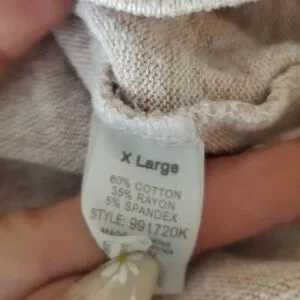 X Large
60% COTTON
35% RAYON
5% SPANDEX
STYLE: 991720K